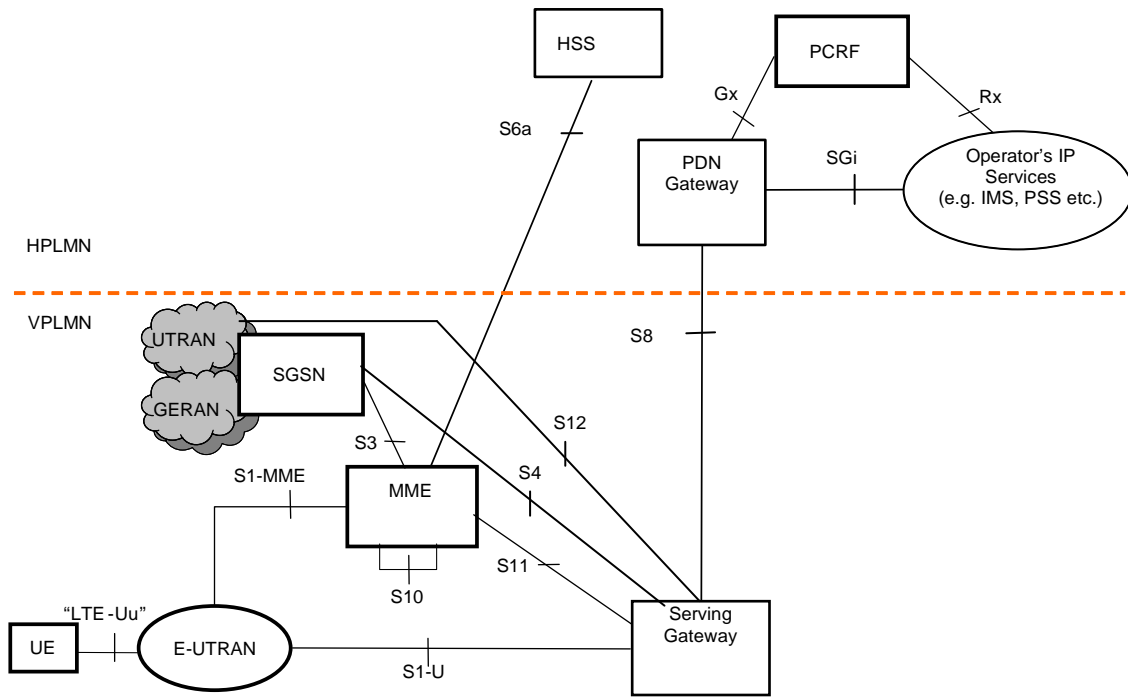 HSS
PCRF
Gx
Rx
S6a
PDN
Gateway
SGi
Operator's IP
Services
(e.g. IMS, PSS etc.)
HPLMN
VPLMN
UTRAN
S8
SGSN
GERAN
S3
S12
S4
S1-MME
MME
S11
S10
"LTE-Uu"
Serving
Gateway
UE
E-UTRAN
S1-U